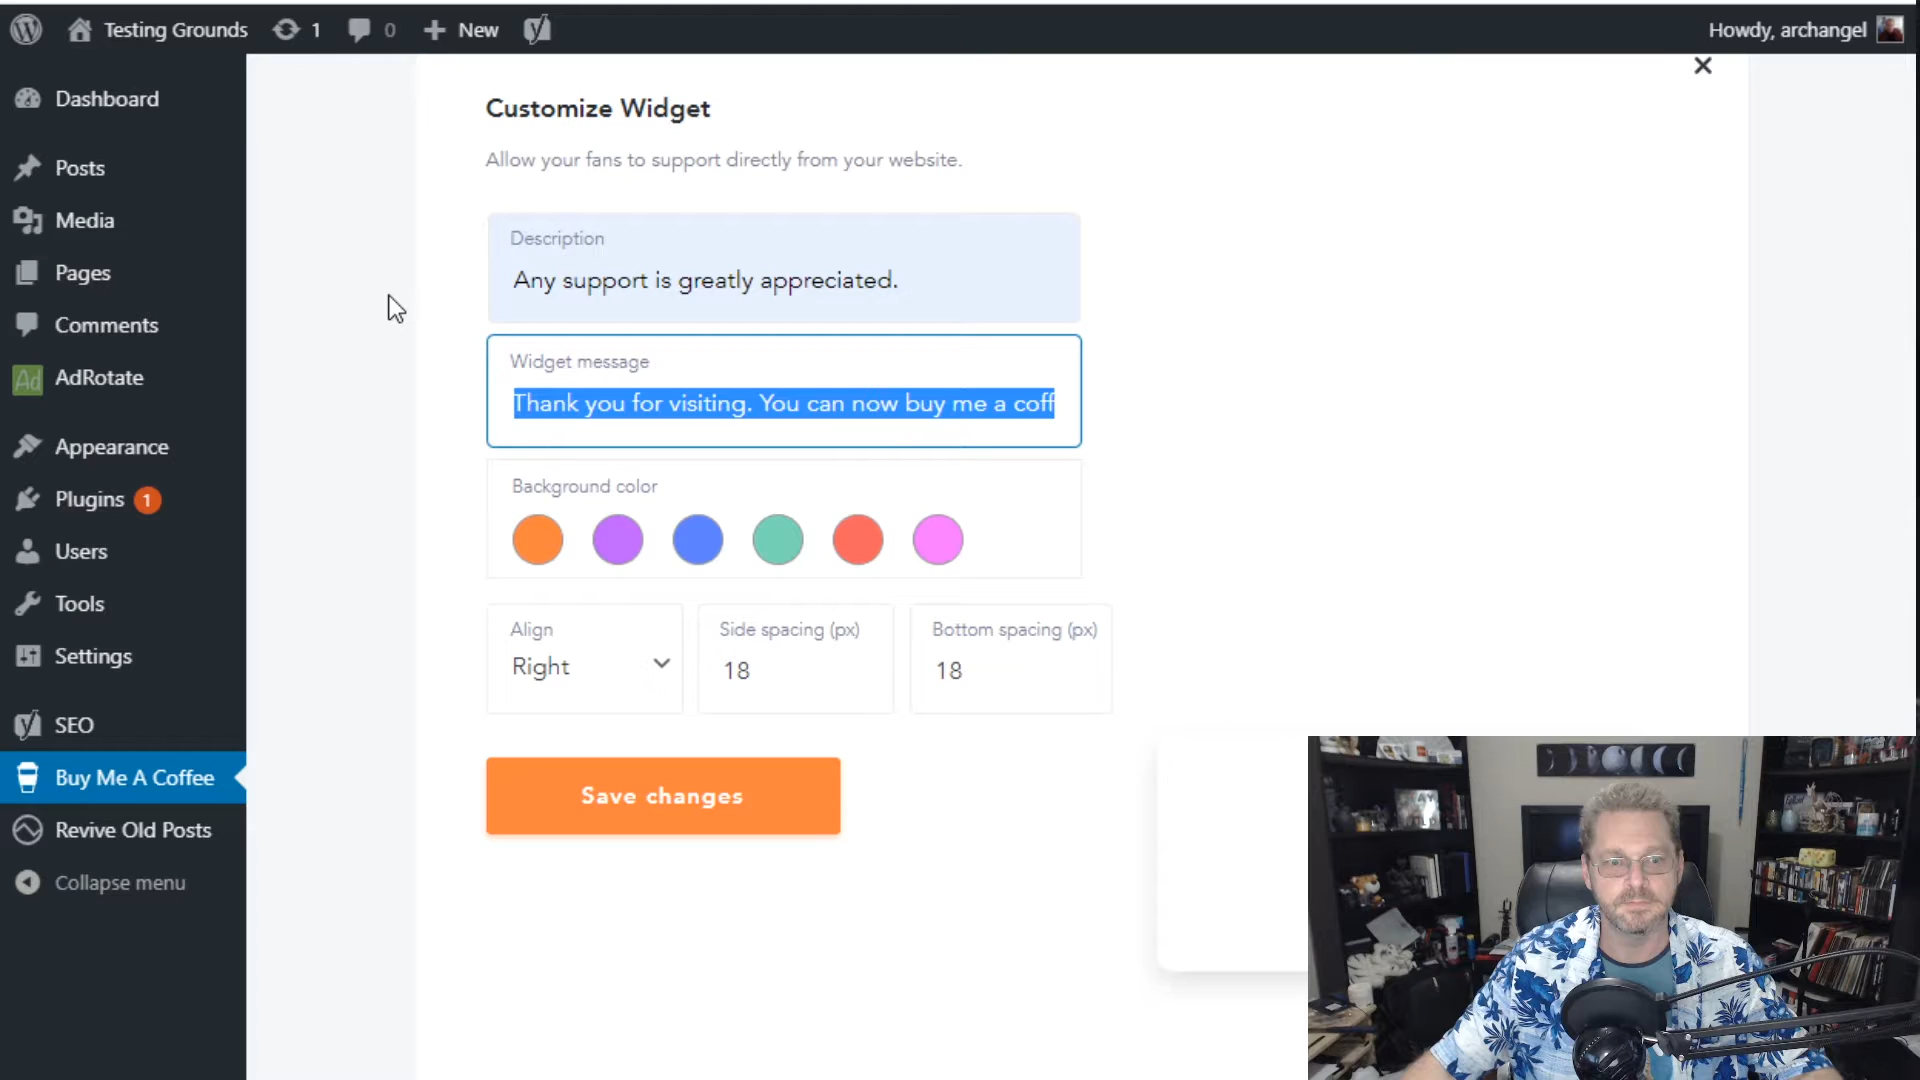 Testing Grounds
1
0
New
Howdy, archangel
Dashboard
Posts
Media
Pages
Comments
Ad AdRotate
Appearance
Plugins 1
Users
Tools
Settings
SEO
Buy Me A Coffee
Revive Old Posts
Collapse menu
Customize Widget
Allow your fans to support directly from your website.
Description
Any support is greatly appreciated.
Widget message
Thank you for visiting. You can now buy me a coff
Background color
Align
Right
Side spacing (px)
18
Bottom spacing (px)
18
Save changes